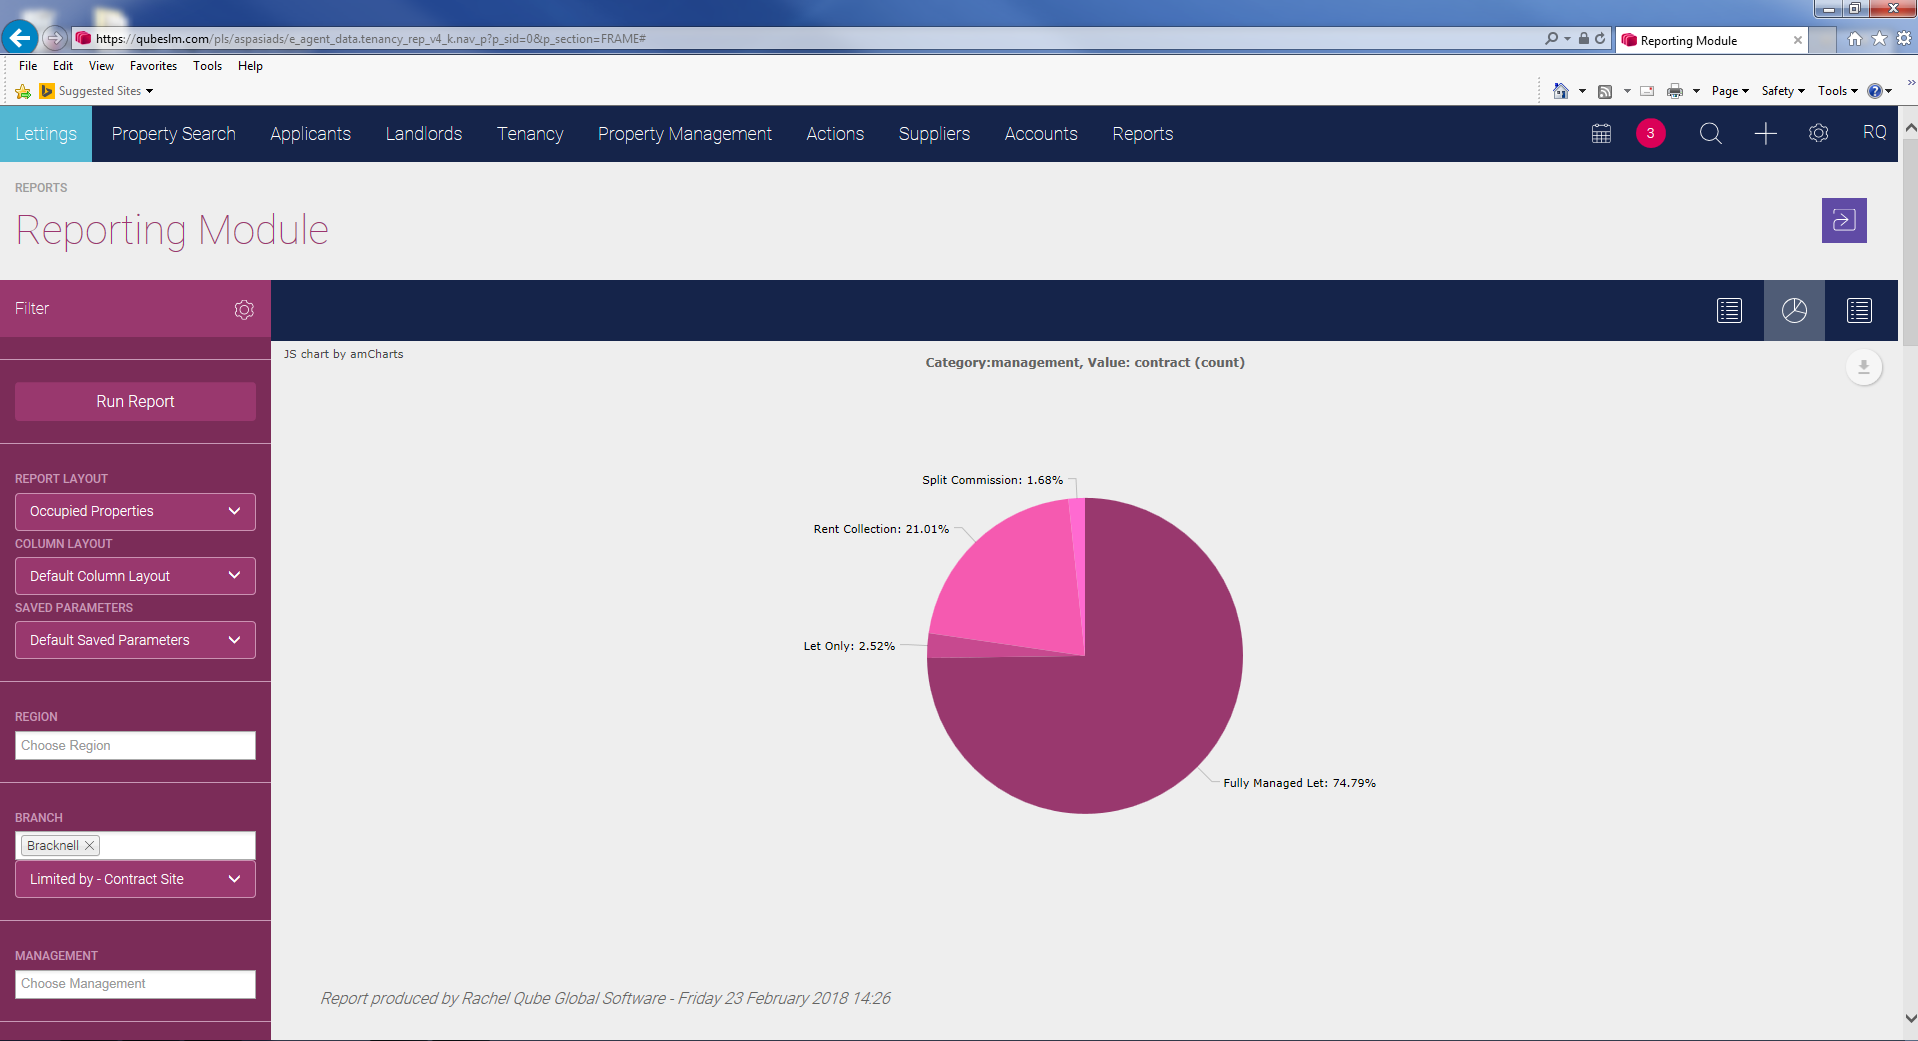 https://qubeslm.com/pls/aspasiads/e_agent_data.tenancy_rep_v4_k.nav_p?p_sid=0&p_section=FRAME#
Reporting Module
File Edit View Favorites Tools Help
Suggested Sites
Page Safety Tools
Lettings Property Search Applicants Landlords Tenancy Property Management Actions Suppliers Accounts Reports 3 RQ
REPORTS
Reporting Module
Filter
Run Report
REPORT LAYOUT
Occupied Properties
COLUMN LAYOUT
Default Column Layout
SAVED PARAMETERS
Default Saved Parameters
REGION
Choose Region
BRANCH
Bracknell
Limited by - Contract Site
MANAGEMENT
Choose Management
JS chart by amCharts
Category:management, Value: contract (count)
Split Commission: 1.68%
Rent Collection: 21.01%
Let Only: 2.52%
Fully Managed Let: 74.79%
Report produced by Rachel Qube Global Software - Friday 23 February 2018 14:26